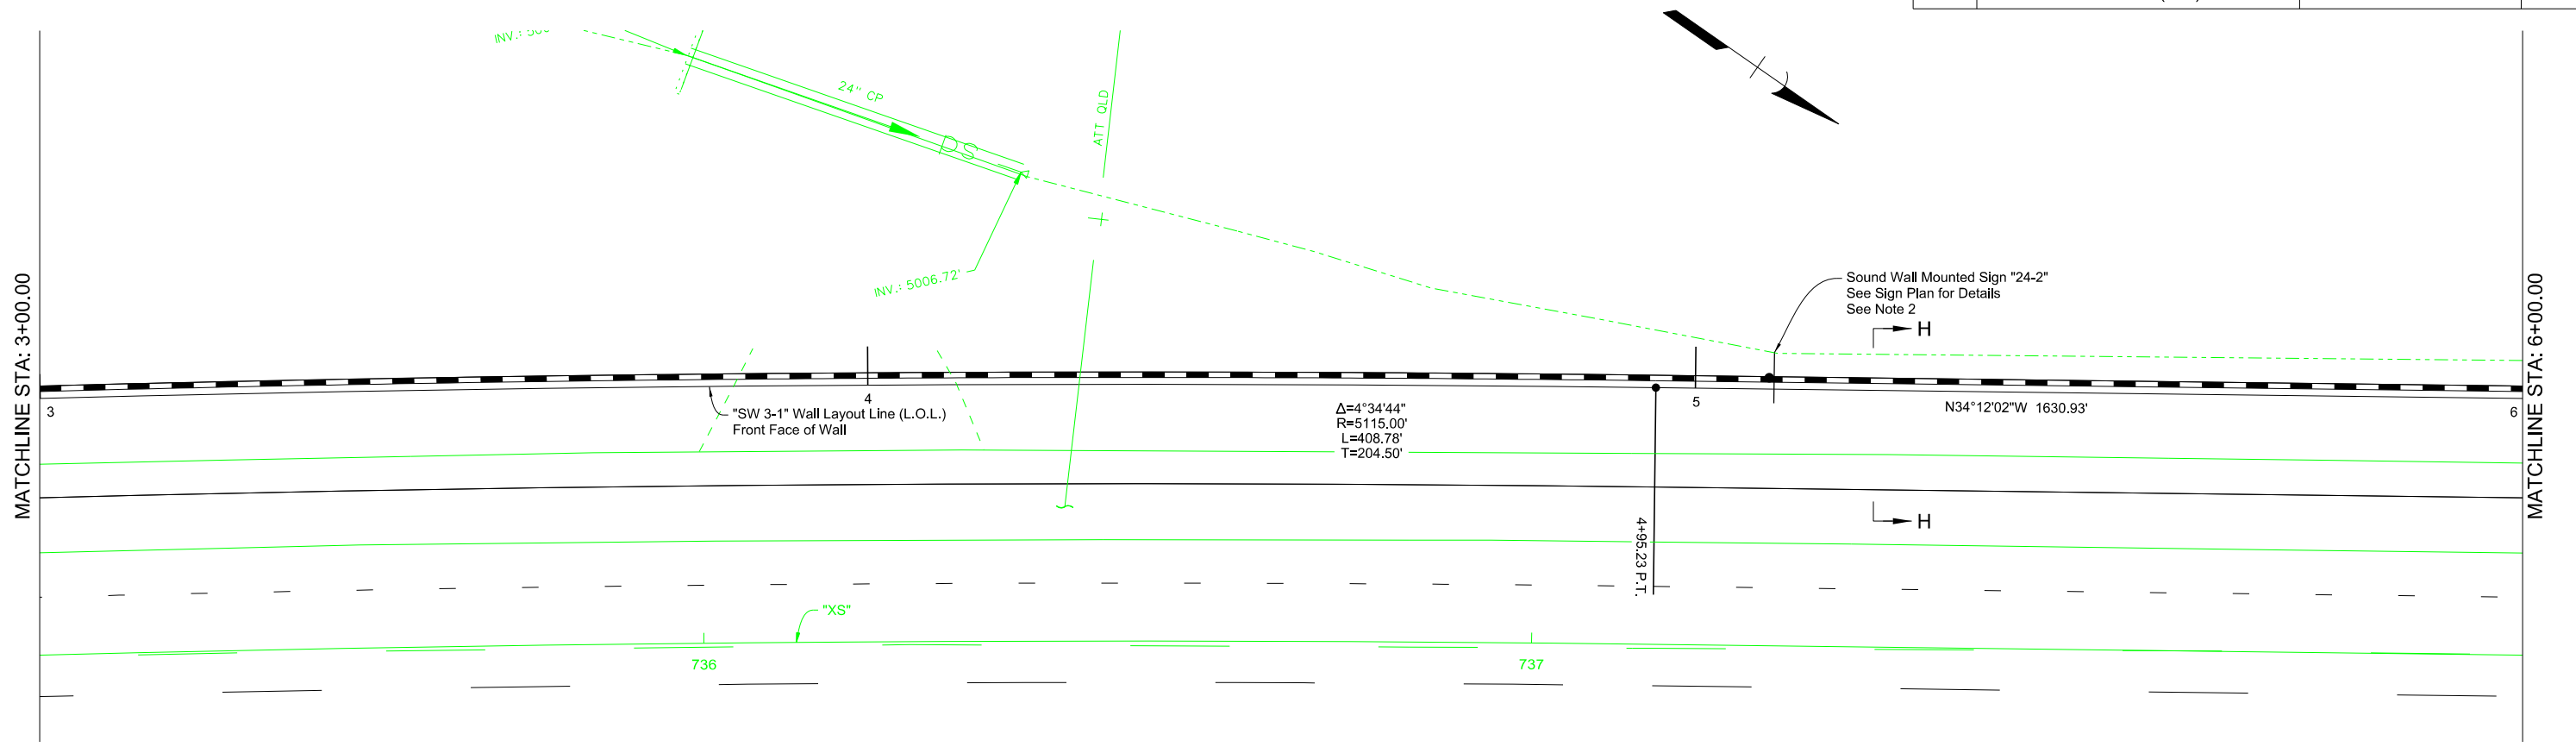 24" CP
DS
ATT QLD
INV.: 5006.72'
MATCHLINE STA: 3+00.00
Sound Wall Mounted Sign "24-2"
See Sign Plan for Details
See Note 2
H
MATCHLINE STA: 6+00.00
3
4
5
6
"SW 3-1" Wall Layout Line (L.O.L.)
Front Face of Wall
Δ=4°34'44"
R=5115.00'
L=408.78'
T=204.50'
N34°12'02"W 1630.93'
H
4+95.23 P.T.
"XS"
736
737